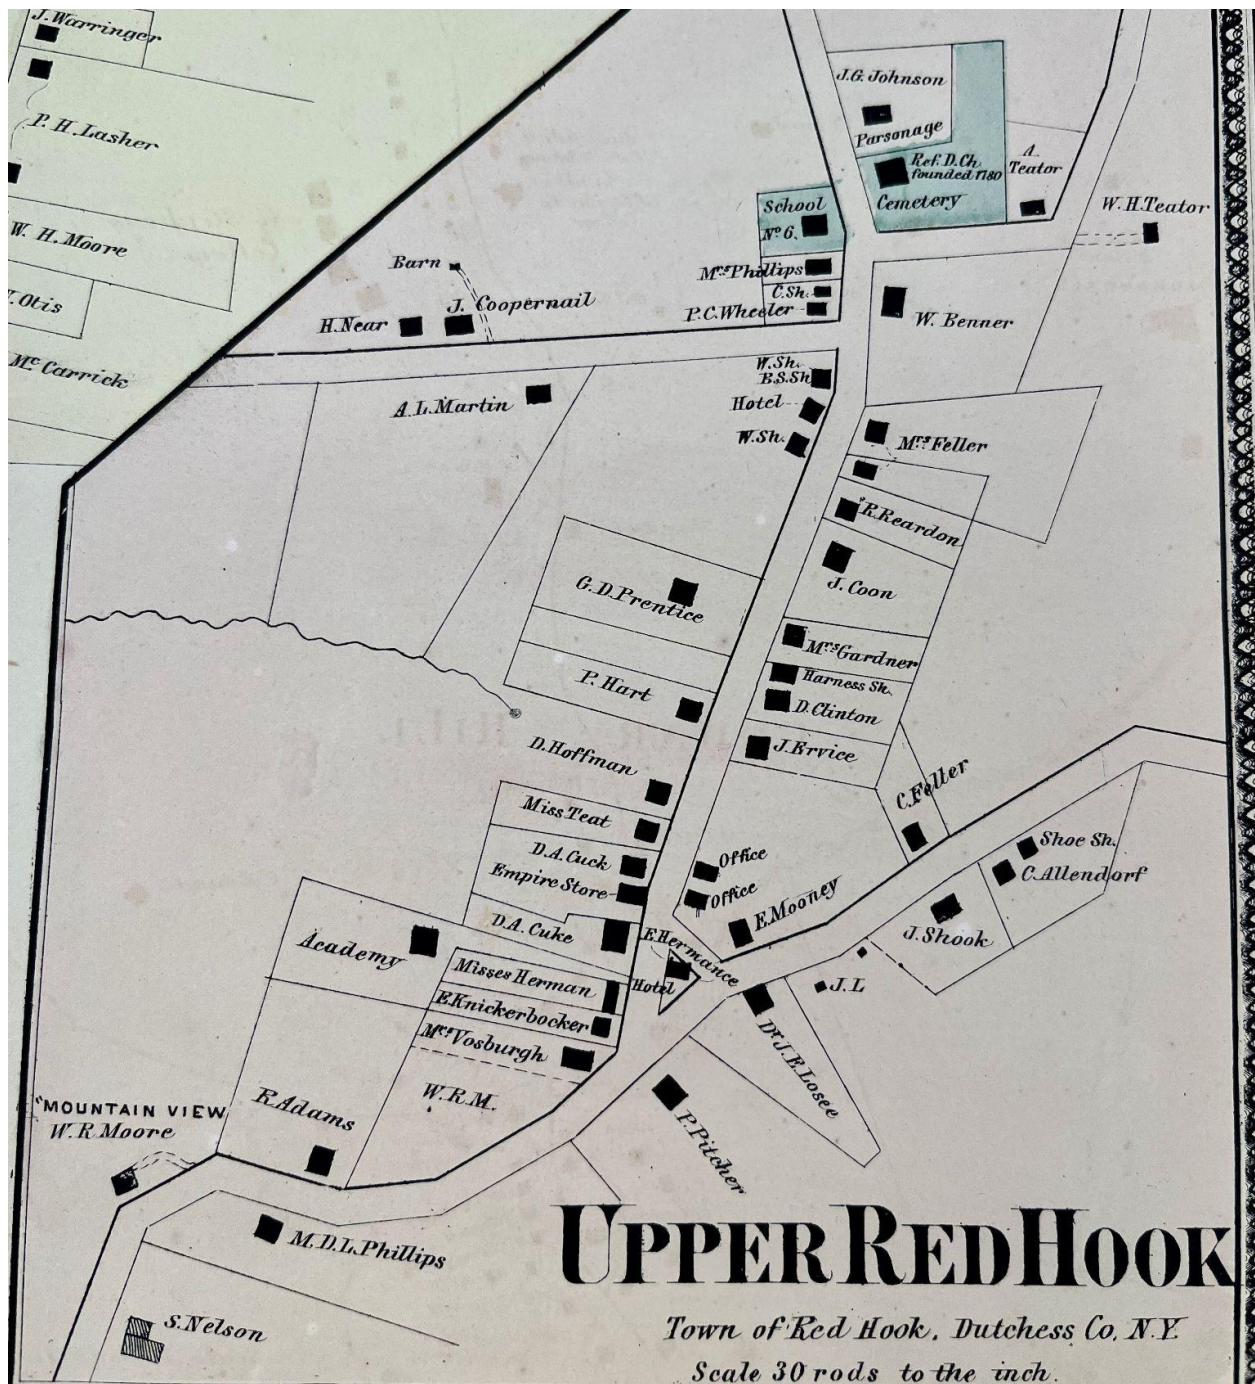 J. Warringer
P. H. Lasher
W. H. Moore
Otis
Mc Carrick
J.G. Johnson
Parsonage
Ref. D. Ch.
founded 1780
Cemetery
A.
Teator
W. H. Teator
School
No 6.
Mrs Phillips
C. Sh.
P. C. Wheeler
W. Benner
Barn
J. Coopernail
H. Near
A. L. Martin
W. Sh.
B. S. Sh
Hotel
W. Sh.
Mrs Feller
R. Reardon
J. Coon
G. D. Prentice
Mrs Gardner
Harness Sh.
D. Clinton
J. Ervice
P. Hart
D. Hoffman
Miss Teat
D. A. Cuck
Empire Store
D. A. Cuke
C. Feller
Office
Office
E. Mooney
Shoe Sh.
C. Allendorf
J. Shook
E. Hermance
Hotel
J. L
Dr J. E. Losee
P. Pitcher
Academy
Misses Herman
E. Knickerbocker
Mrs Vosburgh
W. R. M.
R. Adams
"MOUNTAIN VIEW
W. R. Moore
M. D. L. Phillips
S. Nelson
UPPER RED HOOK
Town of Red Hook, Dutchess Co. N.Y.
Scale 30 rods to the inch.